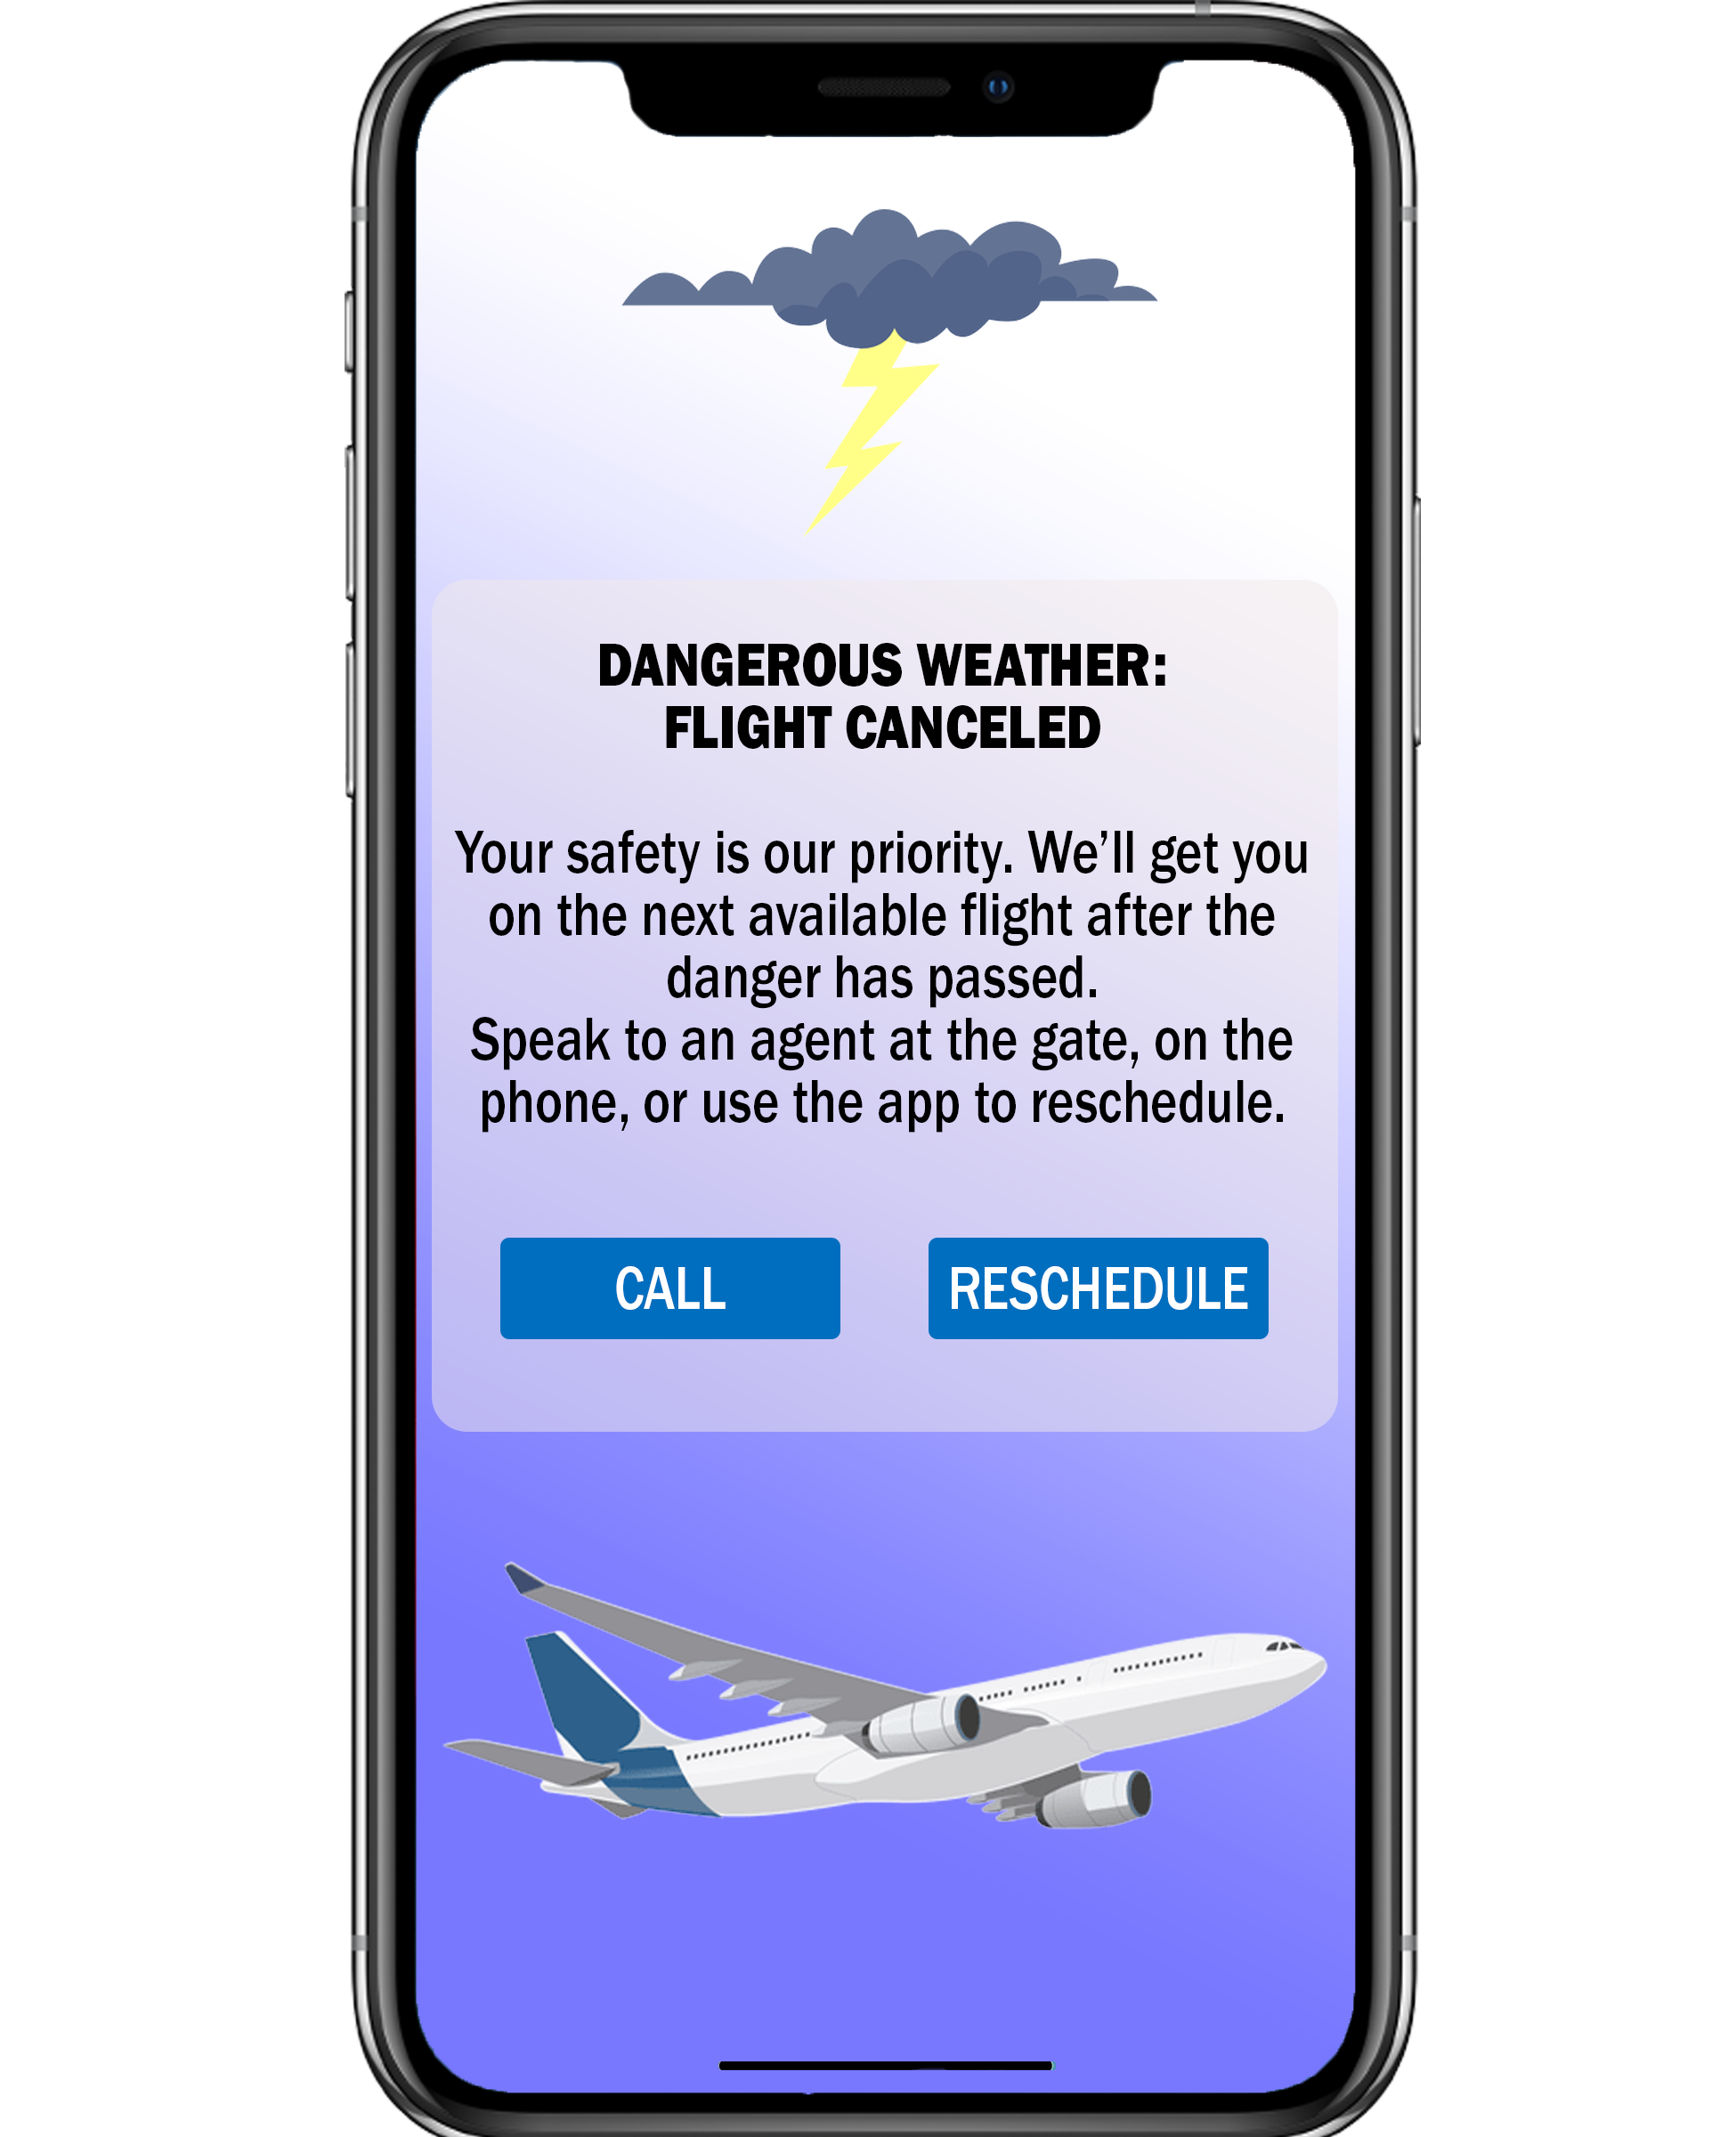 DANGEROUS WEATHER:
FLIGHT CANCELED
Your safety is our priority. We’ll get you
on the next available flight after the
danger has passed.
Speak to an agent at the gate, on the
phone, or use the app to reschedule.
CALL
RESCHEDULE